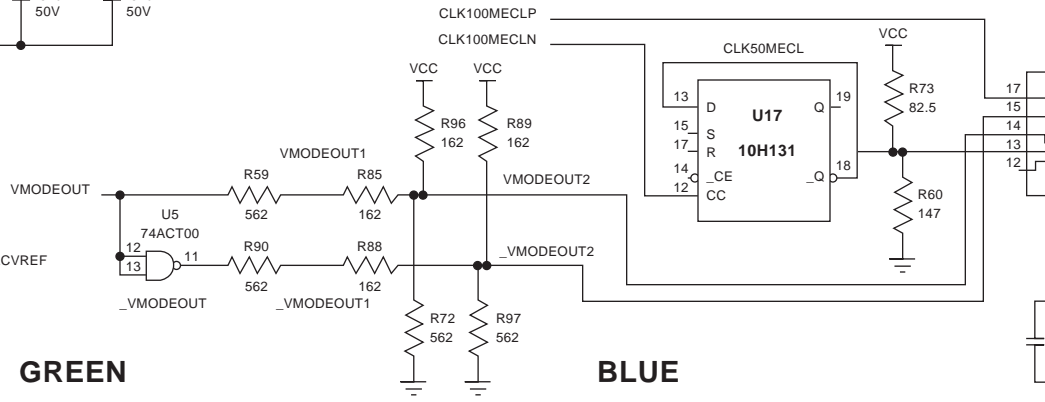 50V
50V
CLK100MECLP
CLK100MECLN
CLK50MECL
VCC
VCC
VCC
R73
82.5
17
15
14
13
12
13
D
Q
19
U17
10H131
15
S
17
R
14
_CE
12
CC
_Q
18
R96
162
R89
162
VMODEOUT1
VMODEOUT2
VMODEOUT
R59
562
R85
162
R60
147
U5
74ACT00
12
13
11
CVREF
R90
562
R88
162
_VMODEOUT2
_VMODEOUT
_VMODEOUT1
R72
562
R97
562
GREEN
BLUE